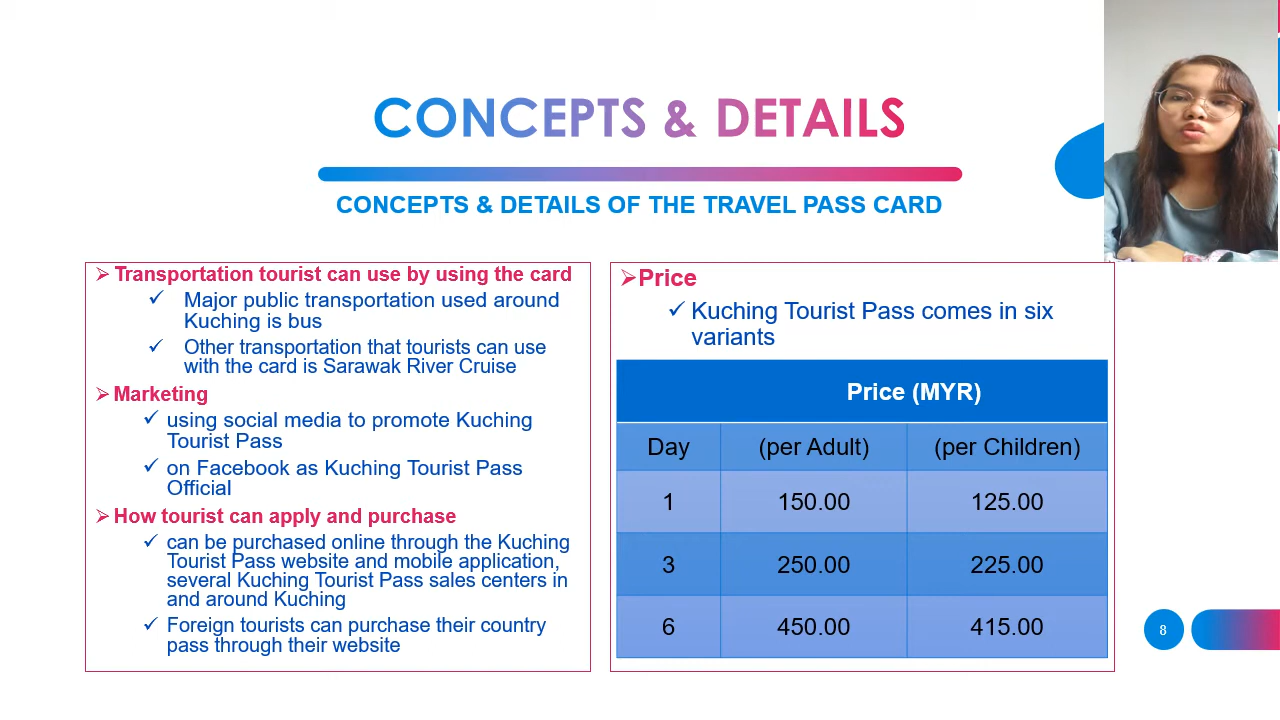 CONCEPTS & DETAILS
CONCEPTS & DETAILS OF THE TRAVEL PASS CARD
Transportation tourist can use by using the card
Major public transportation used around
Kuching is bus
Other transportation that tourists can use
with the card is Sarawak River Cruise
Marketing
using social media to promote Kuching
Tourist Pass
on Facebook as Kuching Tourist Pass
Official
How tourist can apply and purchase
can be purchased online through the Kuching
Tourist Pass website and mobile application,
several Kuching Tourist Pass sales centers in
and around Kuching
Foreign tourists can purchase their country
pass through their website
Price
Kuching Tourist Pass comes in six
variants
Price (MYR)
Day (per Adult) (per Children)
1 150.00 125.00
3 250.00 225.00
6 450.00 415.00
8